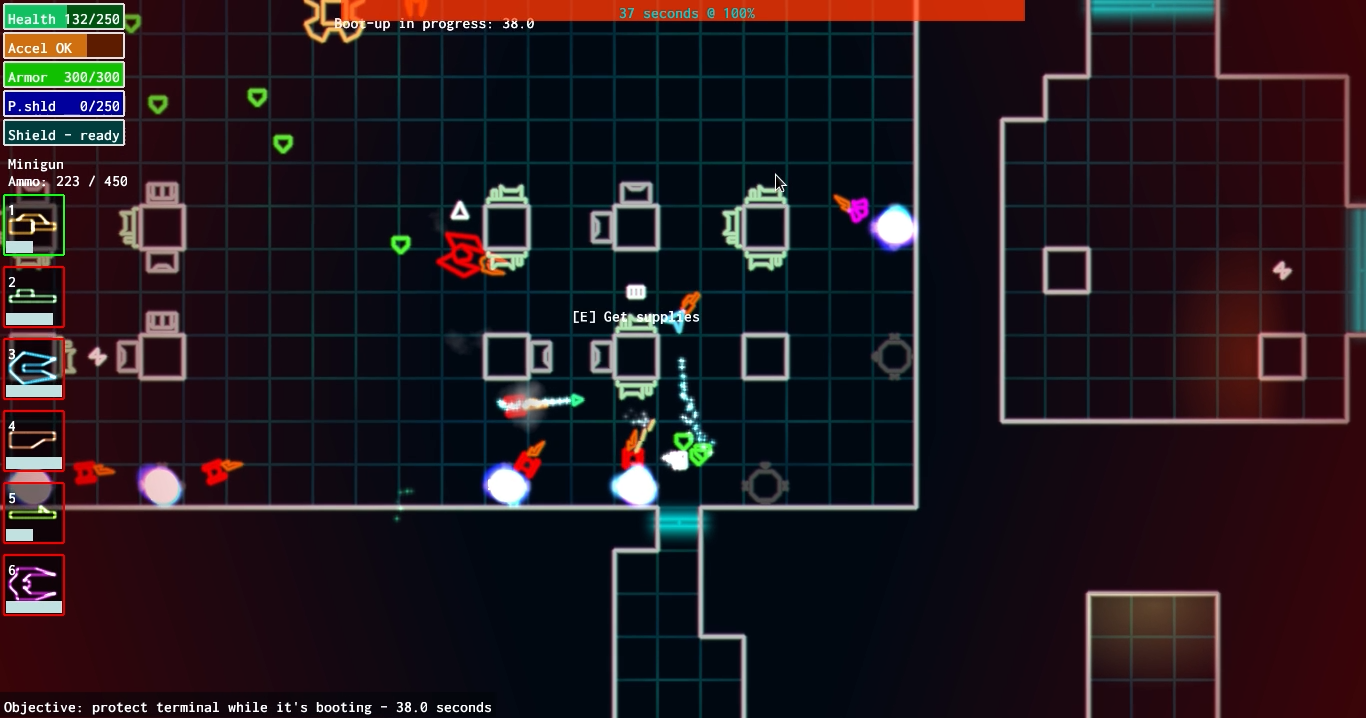 37 seconds @ 100%
Boot-up in progress: 38.0
Health 132/250
Accel OK
Armor 300/300
P.shld 0/250
Shield - ready
Minigun
Ammo: 223 / 450
1
2
3
4
5
6
[E] Get supplies
Objective: protect terminal while it's booting - 38.0 seconds